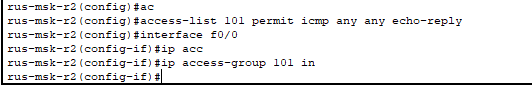 rus-msk-r2(config)#ac
rus-msk-r2(config)#access-list 101 permit icmp any any echo-reply
rus-msk-r2(config)#interface f0/0
rus-msk-r2(config-if)#ip acc
rus-msk-r2(config-if)#ip access-group 101 in
rus-msk-r2(config-if)#